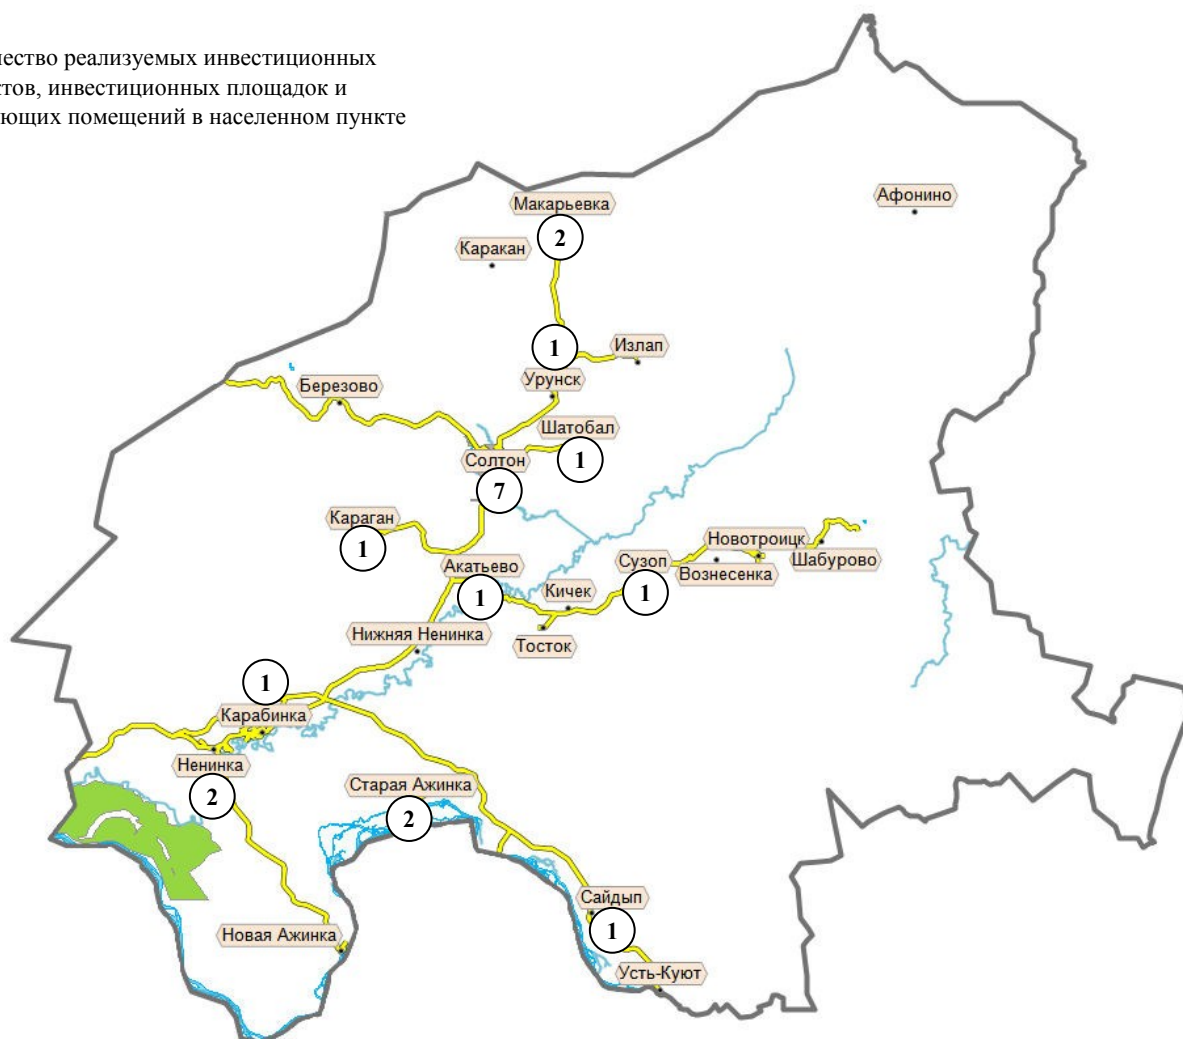 чество реализуемых инвестиционных
стов, инвестиционных площадок и
ующих помещений в населенном пункте
Макарьевка
2
Афонино
Каракан
1
Излап
Урунск
Березово
Шатобал
1
Солтон
7
Караган
1
Акатьево
1
Кичек
Сузоп
1
Новотроицк
Вознесенка
Шабурово
Тосток
Нижняя Ненинка
1
Карабинка
Ненинка
2
Старая Ажинка
2
Новая Ажинка
Сайдып
1
Усть-Куют